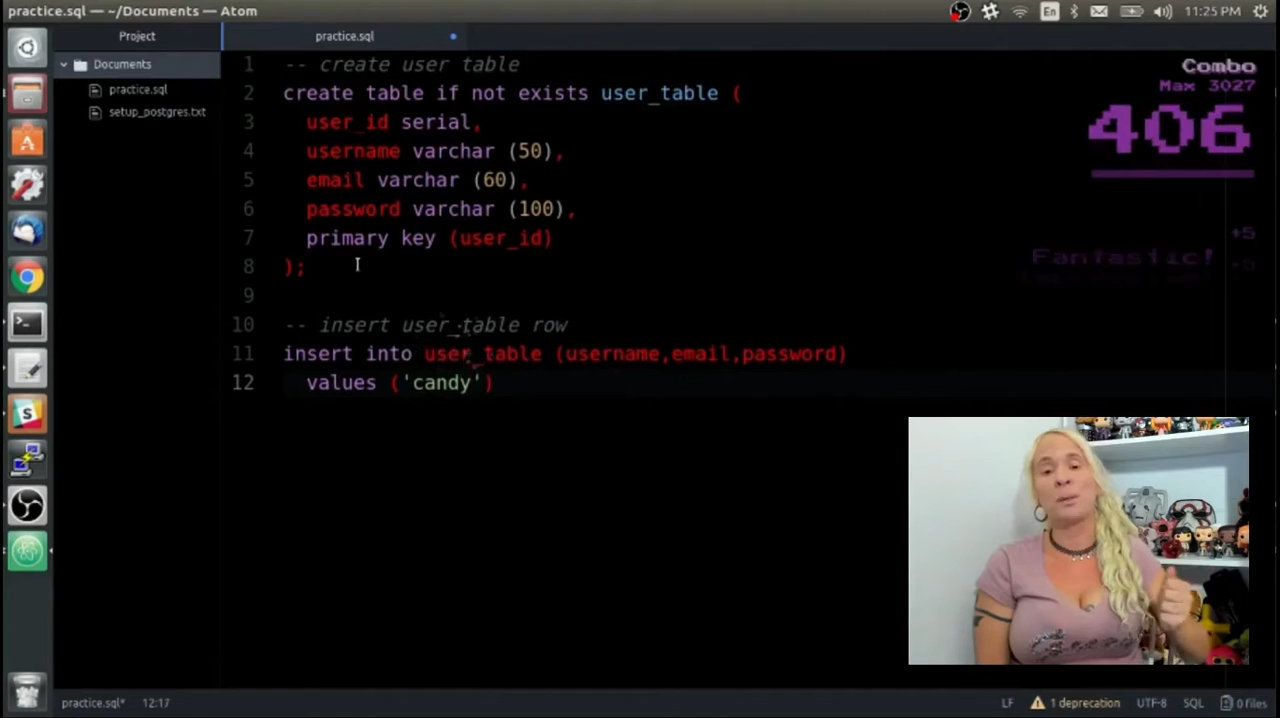 practice.sql — ~/Documents — Atom
En
11:25 PM
Project
practice.sql
Documents
practice.sql
setup_postgres.txt
1 -- create user table
2 create table if not exists user_table (
3 user_id serial,
4 username varchar (50),
5 email varchar (60),
6 password varchar (100),
7 primary key (user_id)
8 );
9
10 -- insert user_table row
11 insert into user_table (username,email,password)
12 values ('candy')
Combo
Max 3027
406
+5
Fantastic!
practice.sql* 12:17
LF
1 deprecation
UTF-8
SQL
0 files